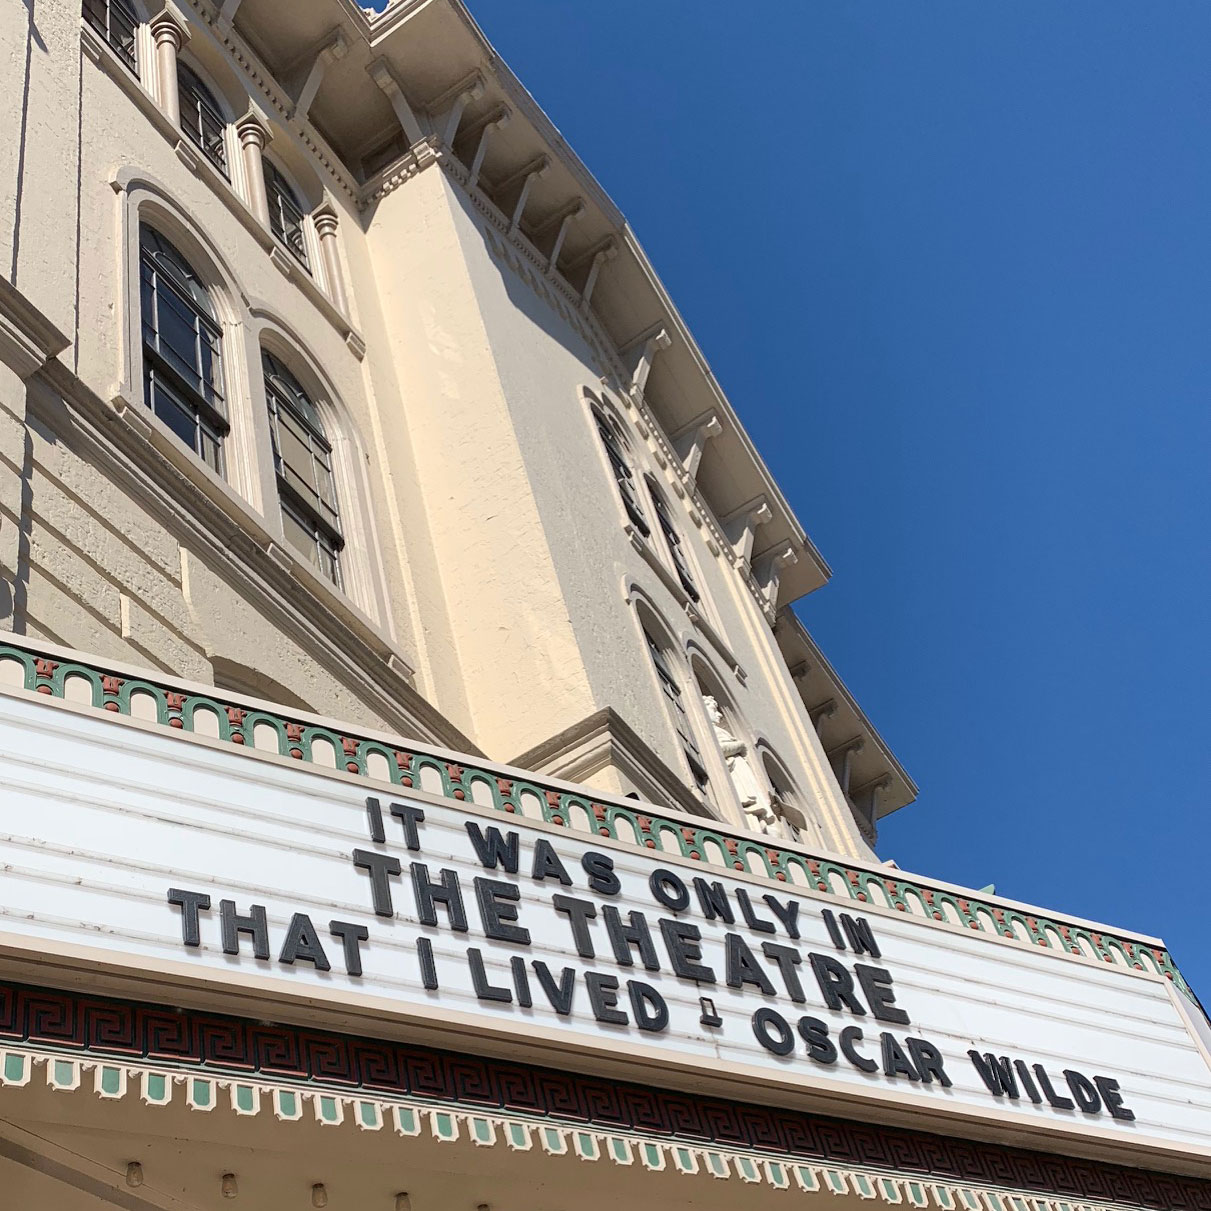 IT WAS ONLY IN
THE THEATRE
THAT I LIVED - OSCAR WILDE